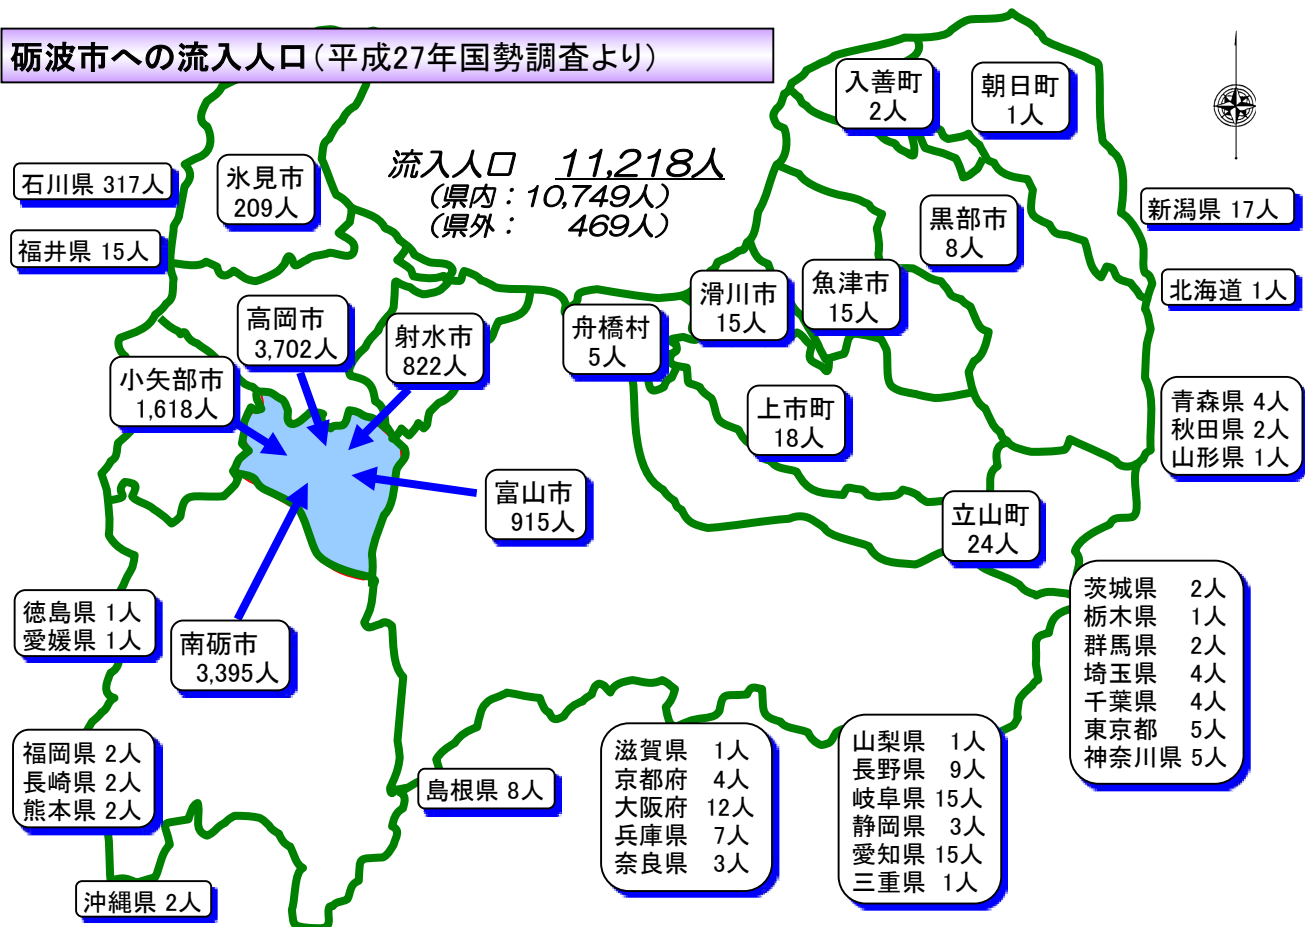 砺波市への流入人口(平成27年国勢調査より)
流入人口 11,218人
(県内：10,749人)
(県外： 469人)
入善町
2人
朝日町
1人
石川県 317人
氷見市
209人
福井県 15人
黒部市
8人
新潟県 17人
北海道 1人
高岡市
3,702人
射水市
822人
舟橋村
5人
滑川市
15人
魚津市
15人
小矢部市
1,618人
上市町
18人
青森県 4人
秋田県 2人
山形県 1人
富山市
915人
立山町
24人
徳島県 1人
愛媛県 1人
南砺市
3,395人
茨城県 2人
栃木県 1人
群馬県 2人
埼玉県 4人
千葉県 4人
東京都 5人
神奈川県 5人
福岡県 2人
長崎県 2人
熊本県 2人
島根県 8人
滋賀県 1人
京都府 4人
大阪府 12人
兵庫県 7人
奈良県 3人
山梨県 1人
長野県 9人
岐阜県 15人
静岡県 3人
愛知県 15人
三重県 1人
沖縄県 2人